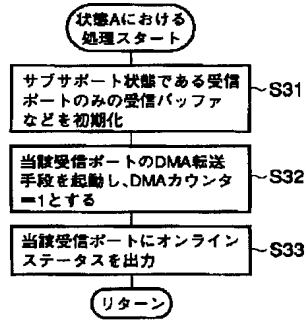 状態Aにおける
処理スタート
サブサポート状態である受信
ポートのみの受信バッファ
などを初期化
S31
当該受信ポートのDMA転送
手段を起動し、DMAカウンタ
ー1とする
S32
当該受信ポートにオンライン
ステータスを出力
S33
リターン